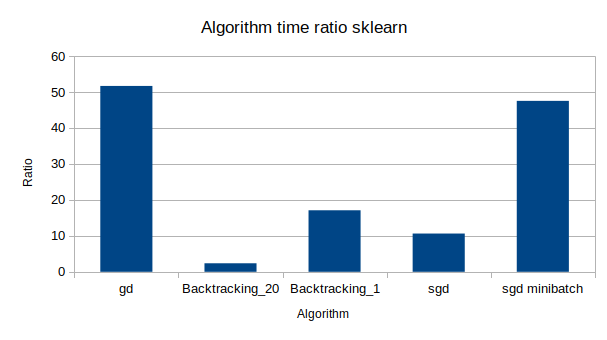 Algorithm time ratio sklearn
60
50
40
30
20
10
0
Ratio
gd
Backtracking_20
Backtracking_1
sgd
sgd minibatch
Algorithm